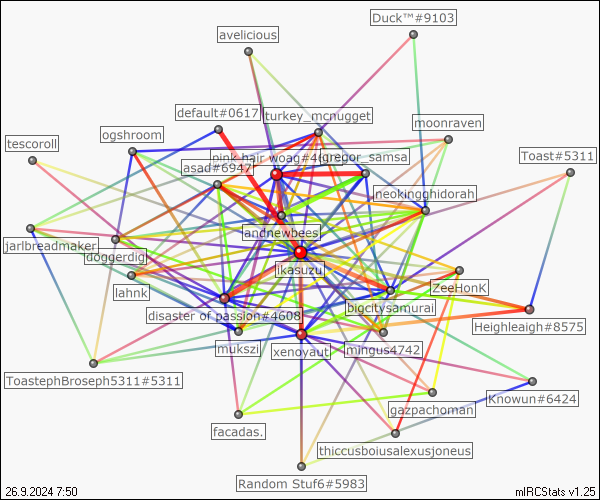 Duck™#9103
avelicious
default#0617
turkey_mcnugget
moonraven
ogshroom
tescoroll
pink hair woag#4
gregor_samsa
Toast#5311
asad#6947
neokingghidorah
andnewbees
jarlbreadmaker
doggerdig
ikasuzu
lahnk
ZeeHonK
disaster of passion#4608
bigcitysamurai
Heighleaigh#8575
mukszi
xenoyaut
mingus4742
ToastephBroseph5311#5311
Knowun#6424
gazpachoman
facadas.
thiccusboiusalexusjoneus
Random Stuf6#5983
26.9.2024 7:50
mIRCStats v1.25